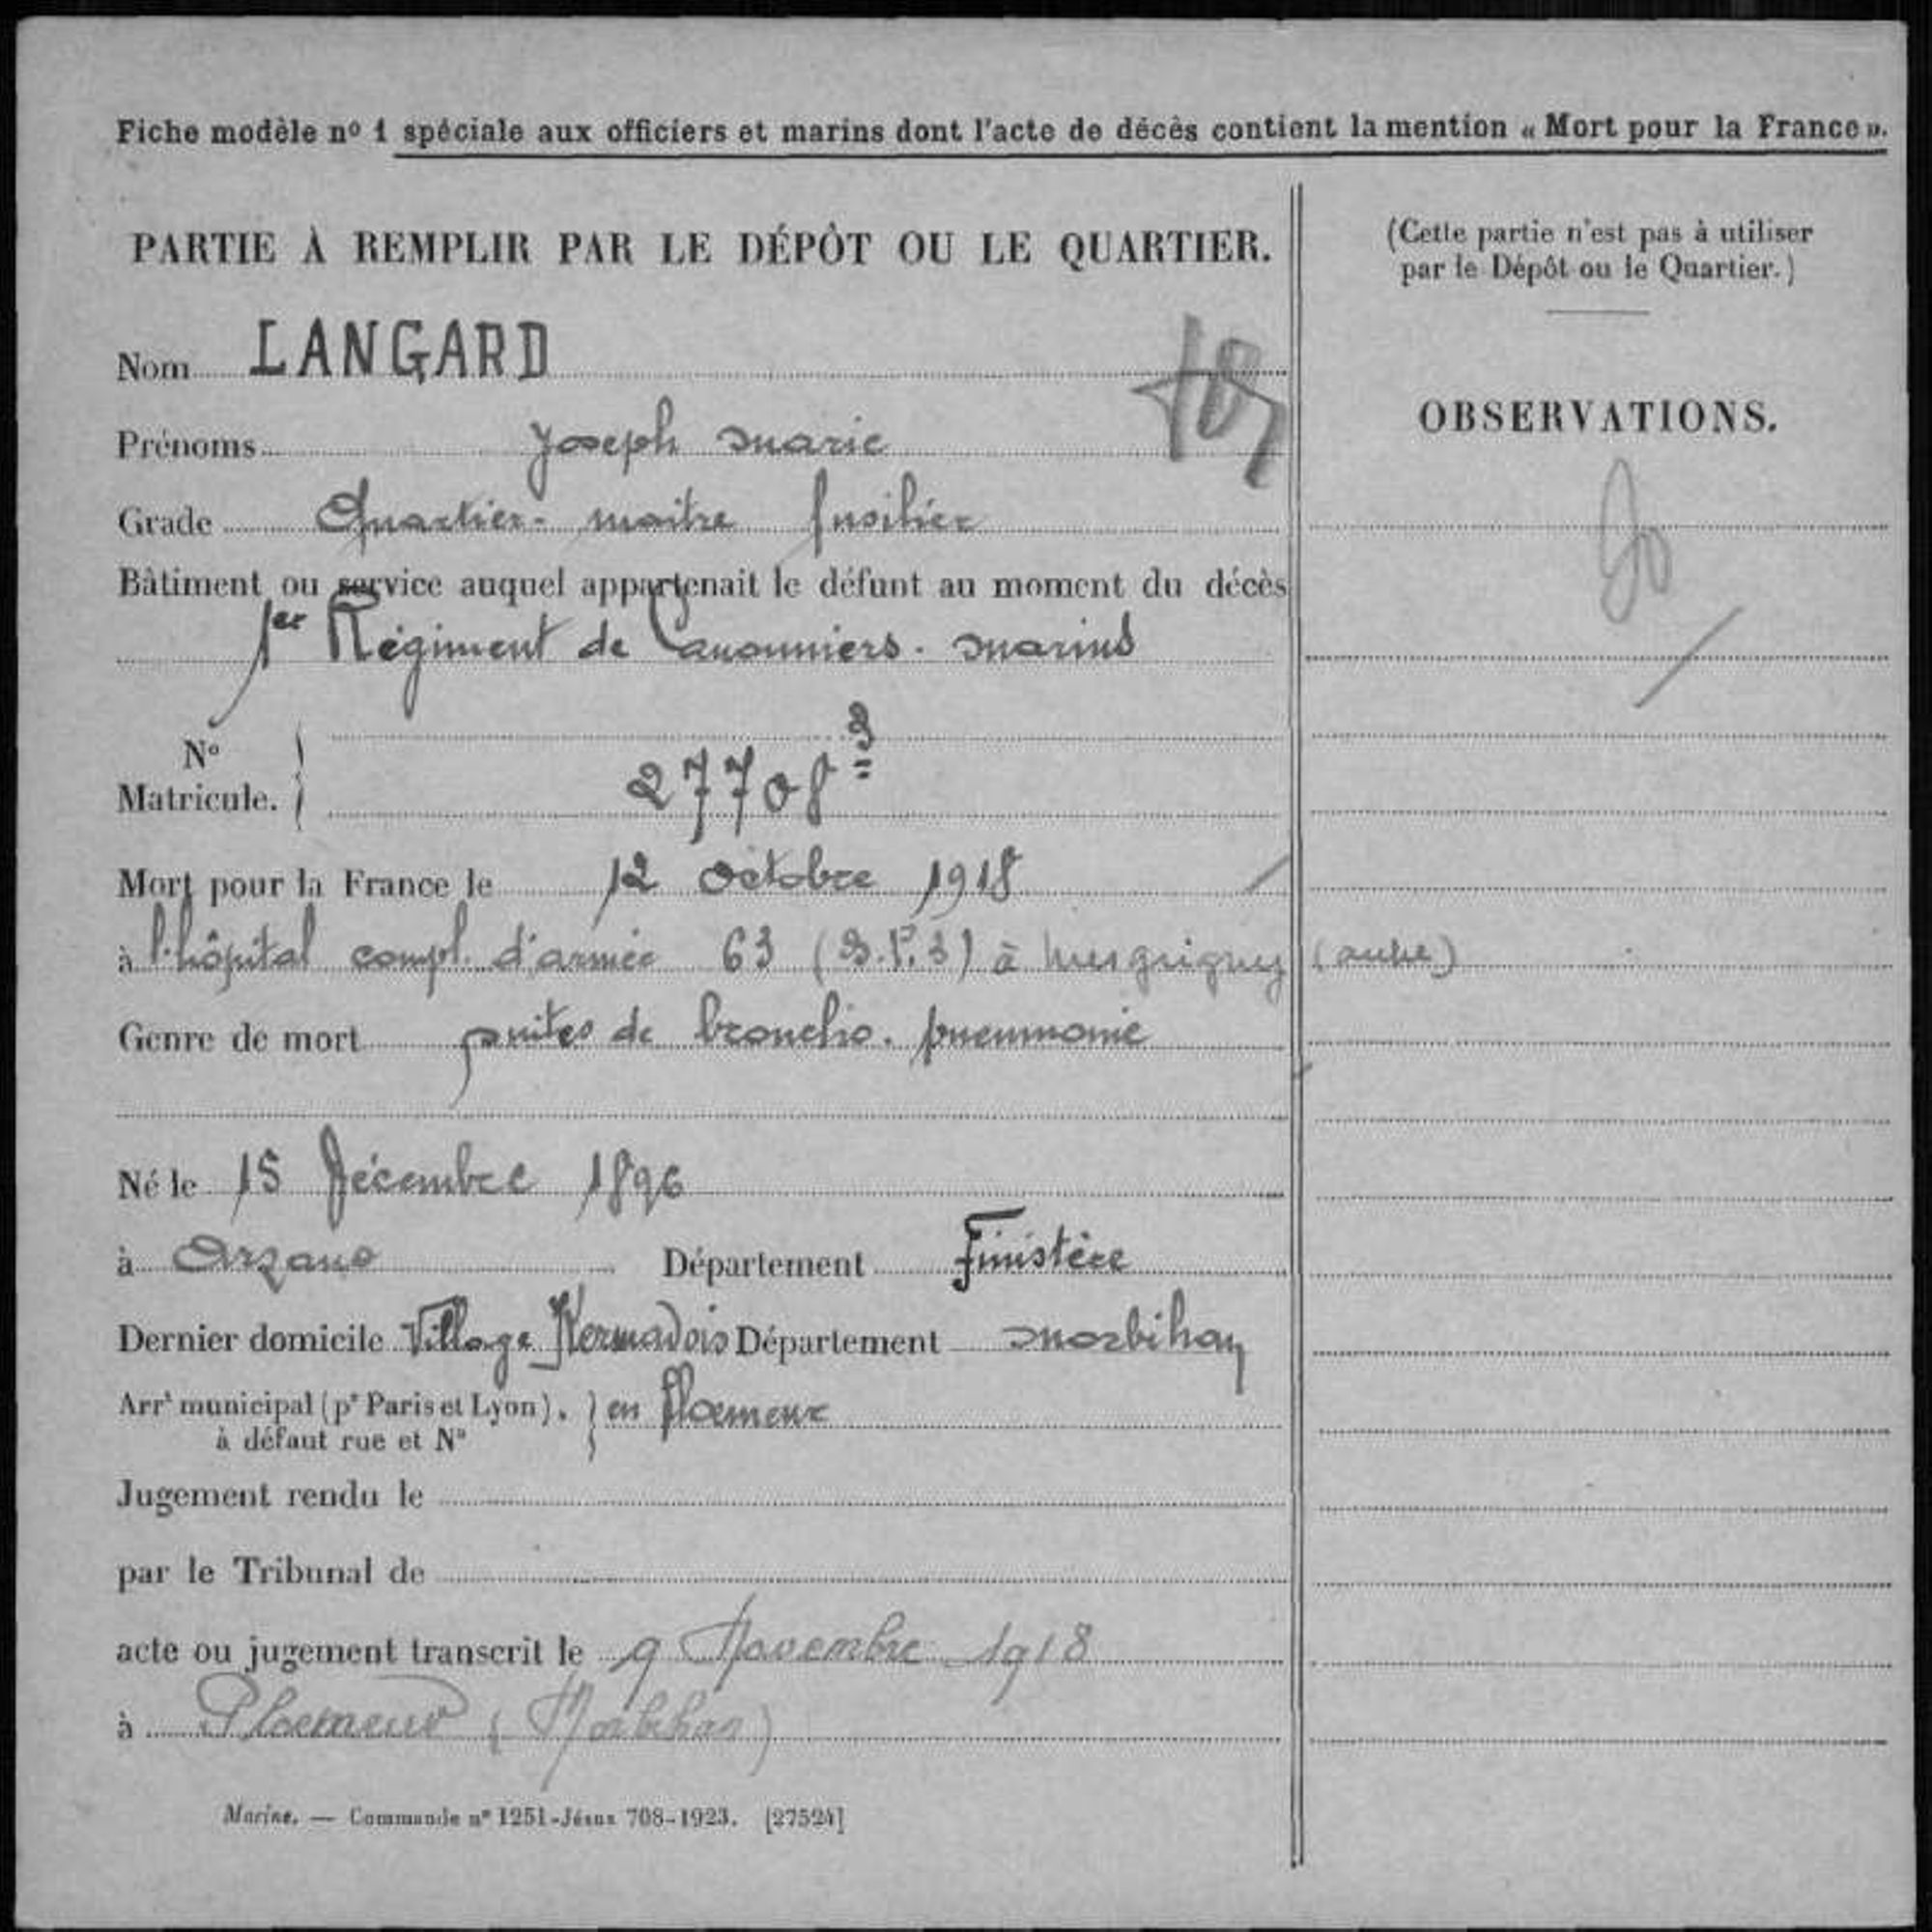 Fiche modèle nº 1 spéciale aux officiers et marins dont l'acte de décès contient la mention « Mort pour la France ».
PARTIE À REMPLIR PAR LE DÉPÔT OU LE QUARTIER.
Nom LANGARD
Prénoms Joseph Marie
Grade Quartier-maitre fusilier
Bâtiment ou service auquel appartenait le défunt au moment du décès
1er Régiment de Canonniers-marins
Nº Matricule. 27708 3
Mort pour la France le 12 octobre 1918
à l'hôpital compl. d'armée 63 (S.P.3) à Mesgrigny (aube)
Genre de mort suites de broncho-pneumonie
Né le 15 Décembre 1896
à Arzano Département Finistère
Dernier domicile Village Kermadois Département Morbihan
Arrt municipal (pr Paris et Lyon), à défaut rue et Nº } en Ploemeur
Jugement rendu le
par le Tribunal de
acte ou jugement transcrit le 9 Novembre 1918
à Ploemeur (Morbihan)
Marine. — Commande nº 1251-Jésus 708-1923. [27524]
(Cette partie n'est pas à utiliser
par le Dépôt ou le Quartier.)
OBSERVATIONS.